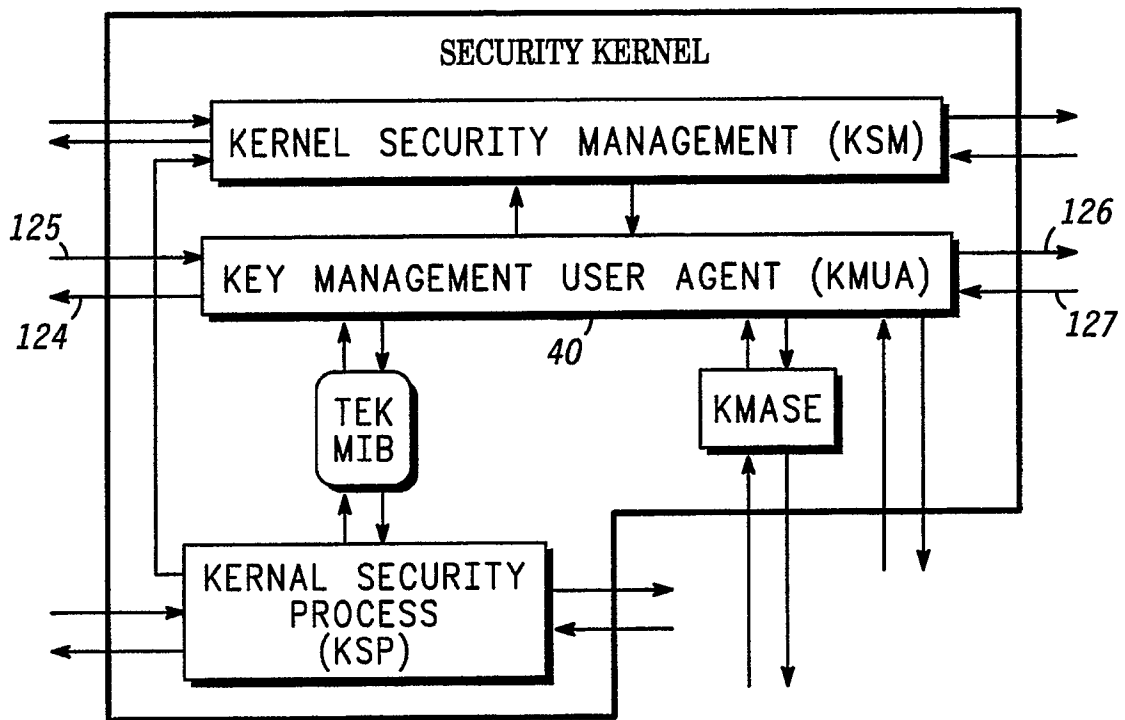 SECURITY KERNEL
KERNEL SECURITY MANAGEMENT (KSM)
125
126
KEY MANAGEMENT USER AGENT (KMUA)
124
40
127
TEK
MIB
KMASE
KERNAL SECURITY
PROCESS
(KSP)